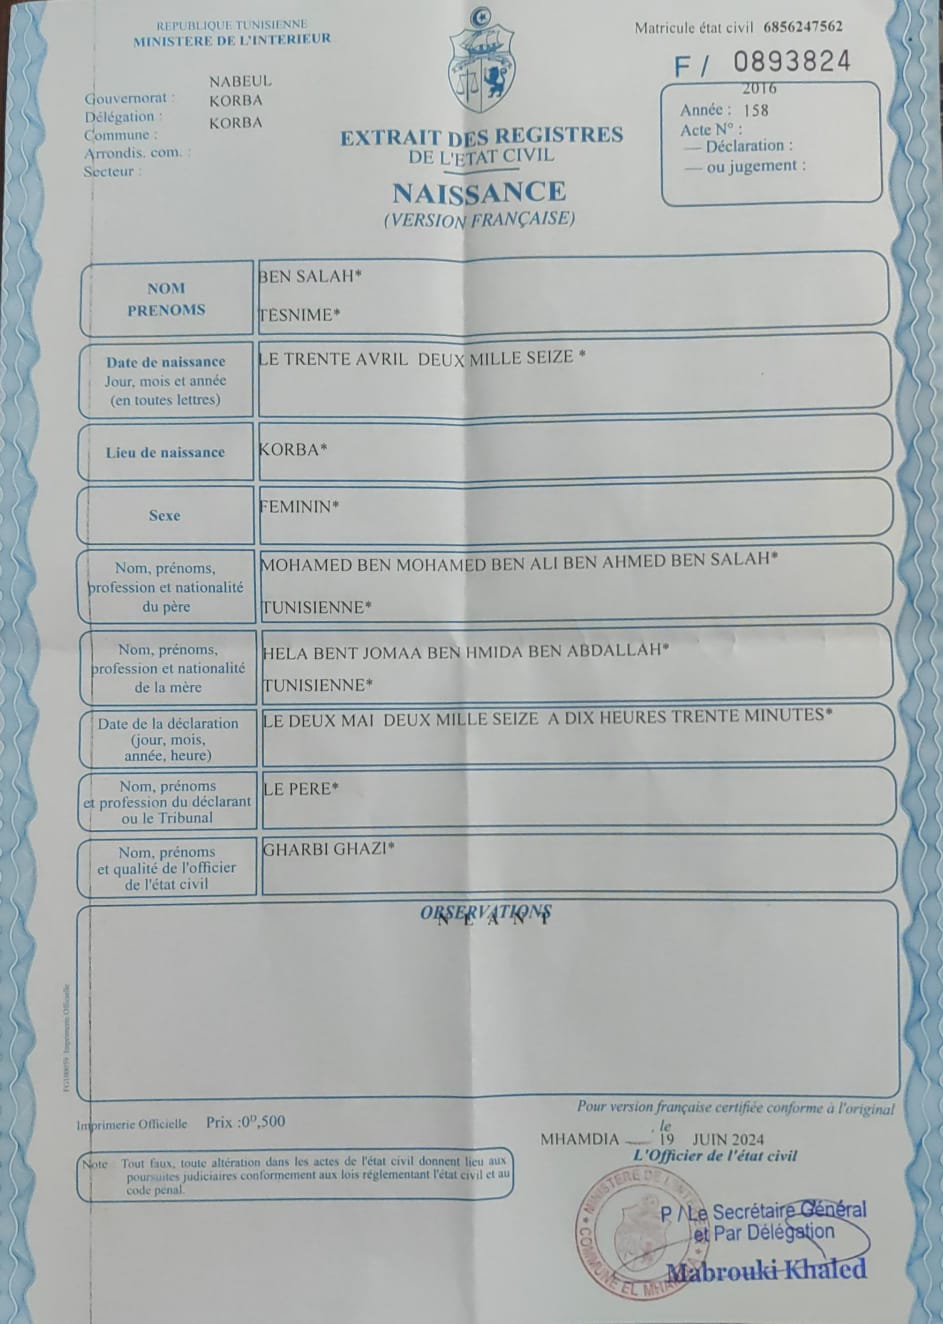 REPUBLIQUE TUNISIENNE
MINISTERE DE L'INTERIEUR
Matricule état civil 6856247562
F / 0893824
Gouvernorat : NABEUL
Délégation : KORBA
Commune : KORBA
Arrondis. com. :
Secteur :
2016
Année : 158
Acte N° :
— Déclaration :
— ou jugement :
EXTRAIT DES REGISTRES
DE L'ETAT CIVIL
NAISSANCE
(VERSION FRANÇAISE)
NOM
PRENOMS
BEN SALAH*
TESNIME*
Date de naissance
Jour, mois et année
(en toutes lettres)
LE TRENTE AVRIL DEUX MILLE SEIZE *
Lieu de naissance
KORBA*
Sexe
FEMININ*
Nom, prénoms,
profession et nationalité
du père
MOHAMED BEN MOHAMED BEN ALI BEN AHMED BEN SALAH*
TUNISIENNE*
Nom, prénoms,
profession et nationalité
de la mère
HELA BENT JOMAA BEN HMIDA BEN ABDALLAH*
TUNISIENNE*
Date de la déclaration
(jour, mois,
année, heure)
LE DEUX MAI DEUX MILLE SEIZE A DIX HEURES TRENTE MINUTES*
Nom, prénoms
et profession du déclarant
ou le Tribunal
LE PERE*
Nom, prénoms
et qualité de l'officier
de l'état civil
GHARBI GHAZI*
OBSERVATIONS
N E A N T
Imprimerie Officielle
Imprimerie Officielle Prix :0D,500
Pour version française certifiée conforme à l'original
le
MHAMDIA — 19 JUIN 2024
L'Officier de l'état civil
Note : Tout faux, toute altération dans les actes de l'état civil donnent lieu aux
poursuites judiciaires conformement aux lois réglementant l'état civil et au
code pénal.
MINISTERE DE L'INTERIEUR
COMMUNE EL MHAMDIA
P / Le Secrétaire Général
et Par Délégation
Mabrouki Khaled